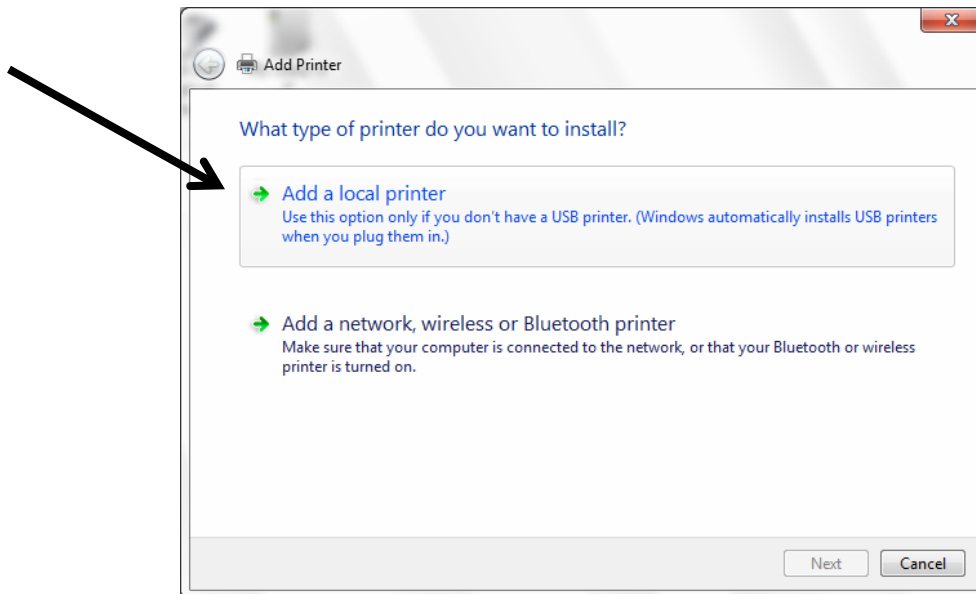 Add Printer
What type of printer do you want to install?
Add a local printer
Use this option only if you don't have a USB printer. (Windows automatically installs USB printers
when you plug them in.)
Add a network, wireless or Bluetooth printer
Make sure that your computer is connected to the network, or that your Bluetooth or wireless
printer is turned on.
Next
Cancel